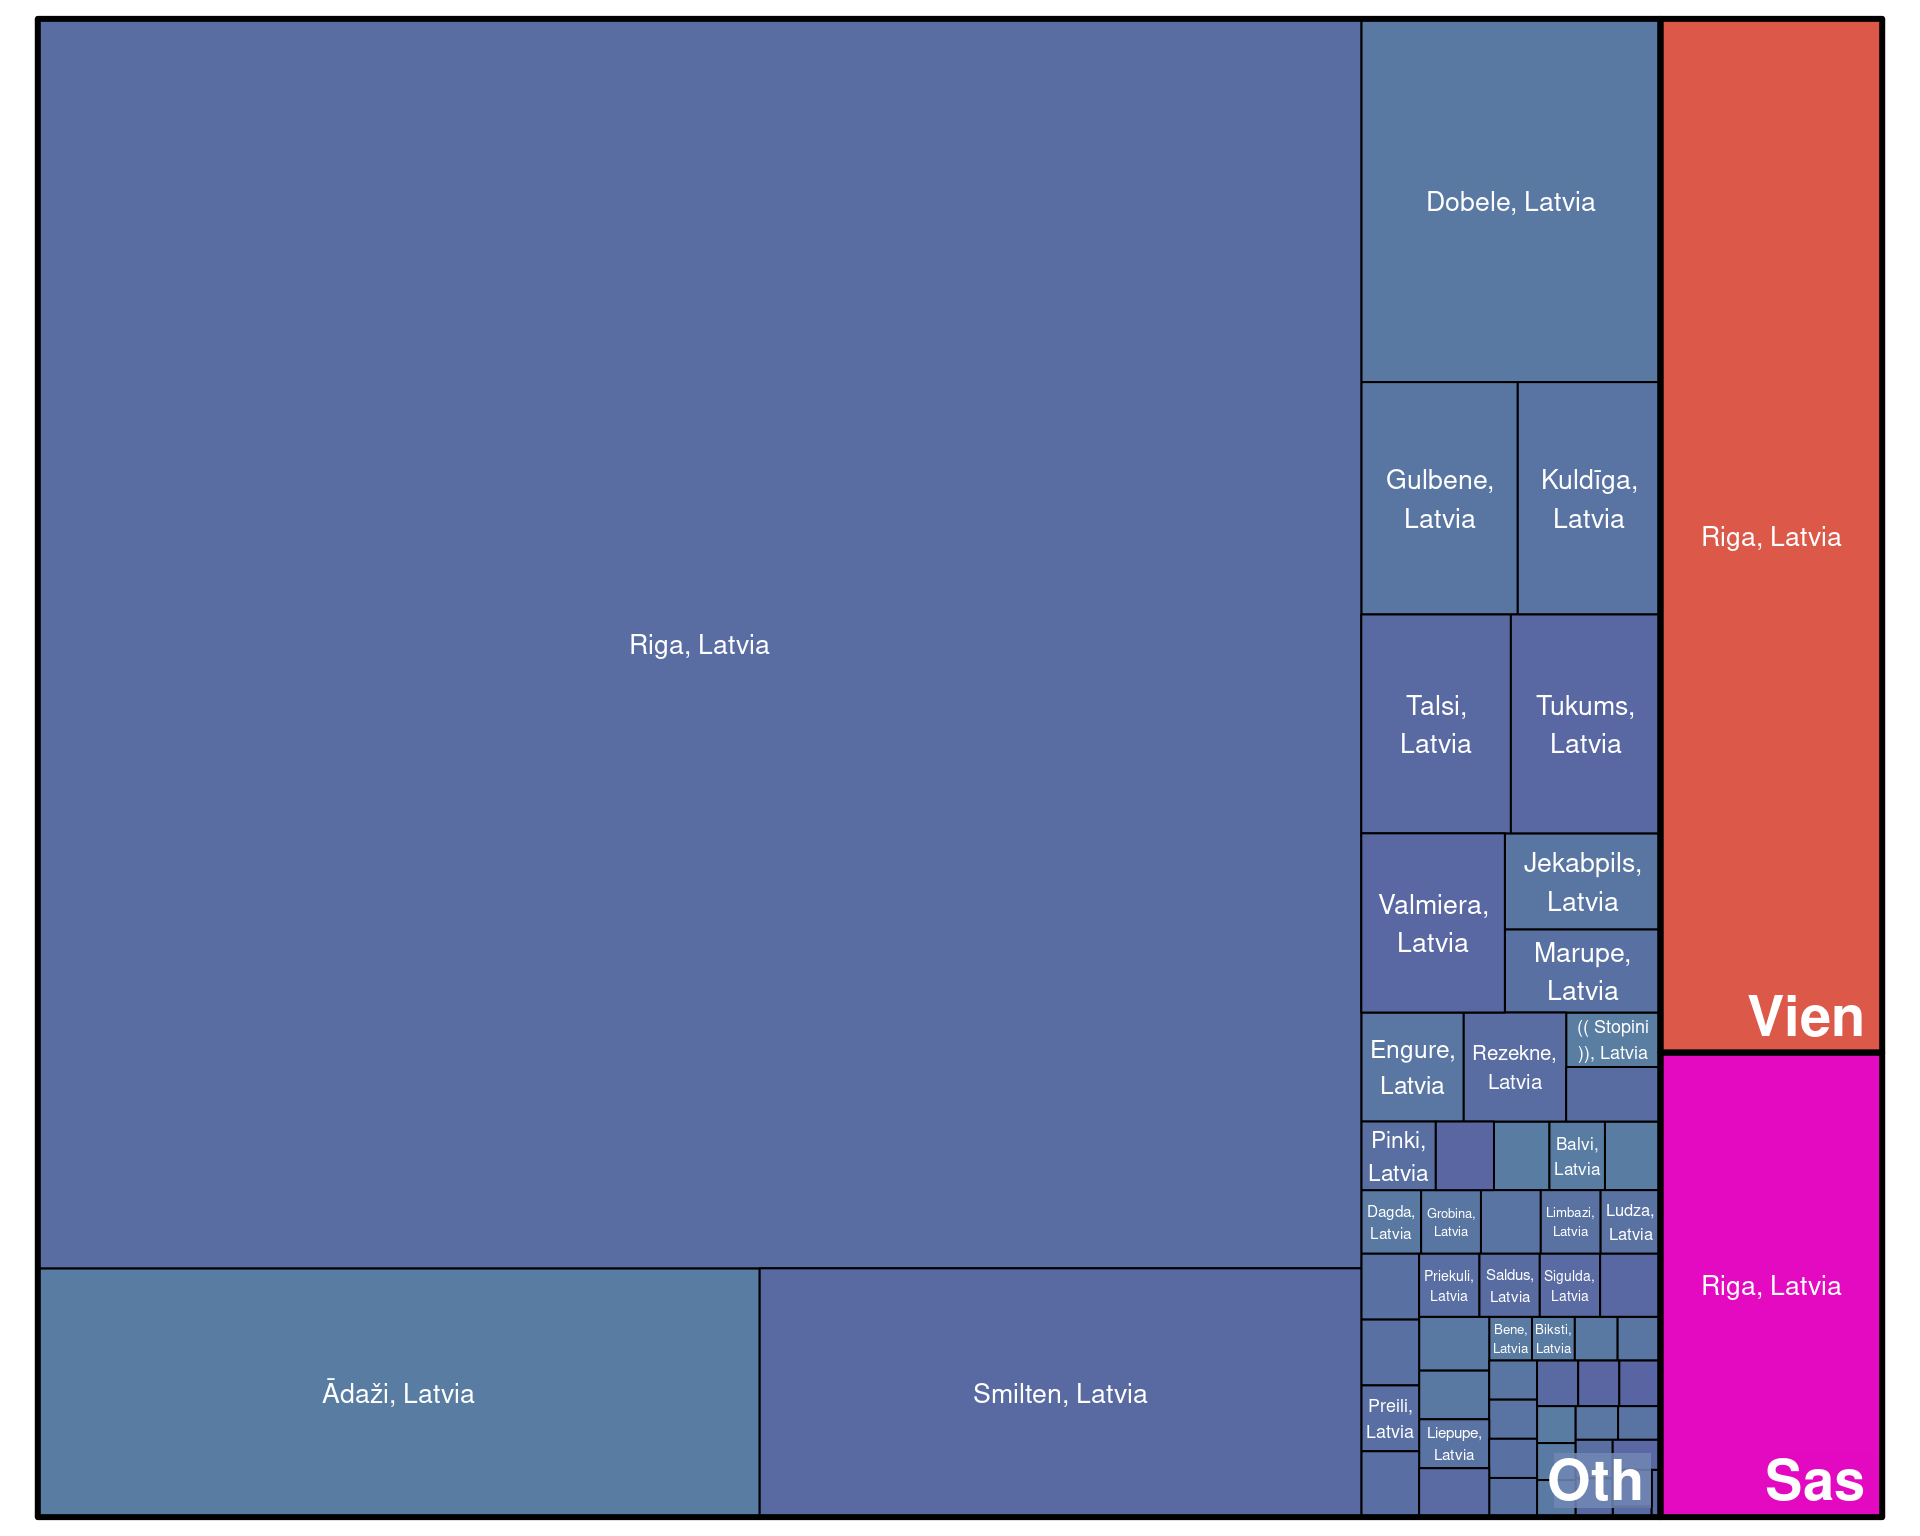 Riga, Latvia
Ādaži, Latvia
Smilten, Latvia
Dobele, Latvia
Gulbene,
Latvia
Kuldīga,
Latvia
Talsi,
Latvia
Tukums,
Latvia
Valmiera,
Latvia
Jekabpils,
Latvia
Marupe,
Latvia
Engure,
Latvia
Rezekne,
Latvia
(( Stopini
)), Latvia
Pinki,
Latvia
Balvi,
Latvia
Dagda,
Latvia
Grobina,
Latvia
Limbazi,
Latvia
Ludza,
Latvia
Priekuli,
Latvia
Saldus,
Latvia
Sigulda,
Latvia
Bene,
Latvia
Biksti,
Latvia
Preili,
Latvia
Liepupe,
Latvia
Oth
Riga, Latvia
Vien
Riga, Latvia
Sas